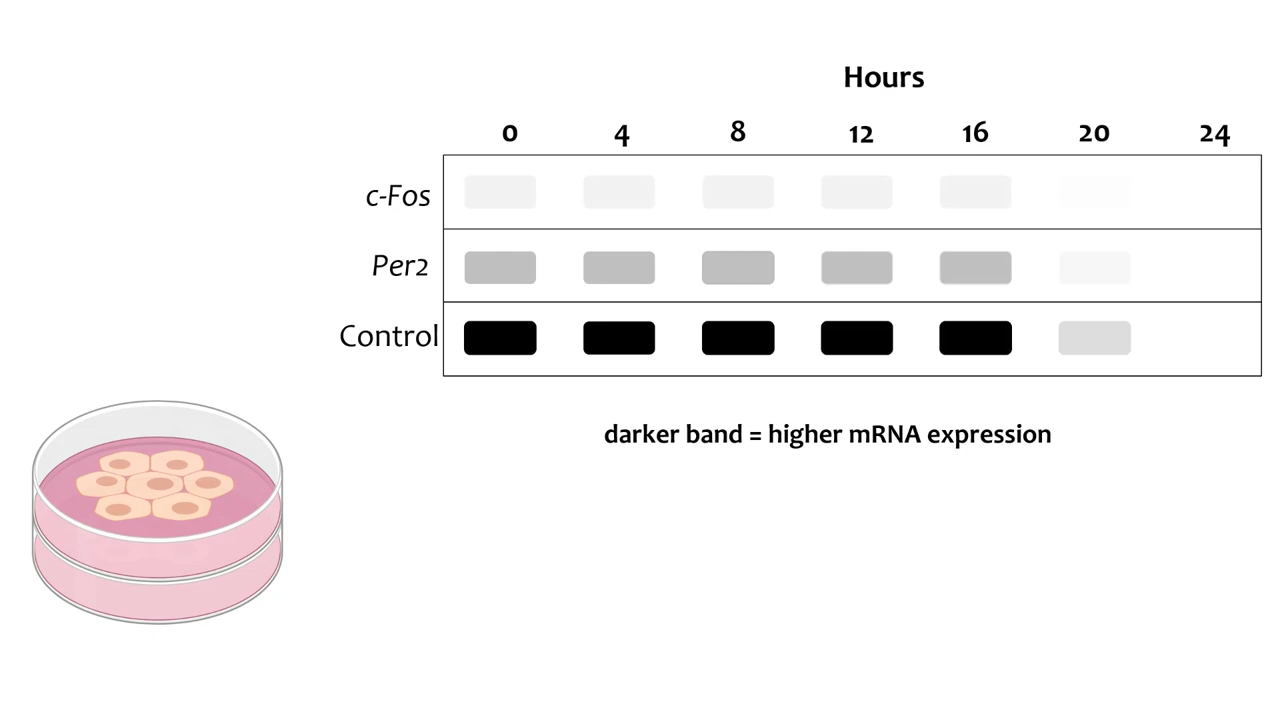 Hours
0 4 8 12 16 20 24
c-Fos
Per2
Control
darker band = higher mRNA expression